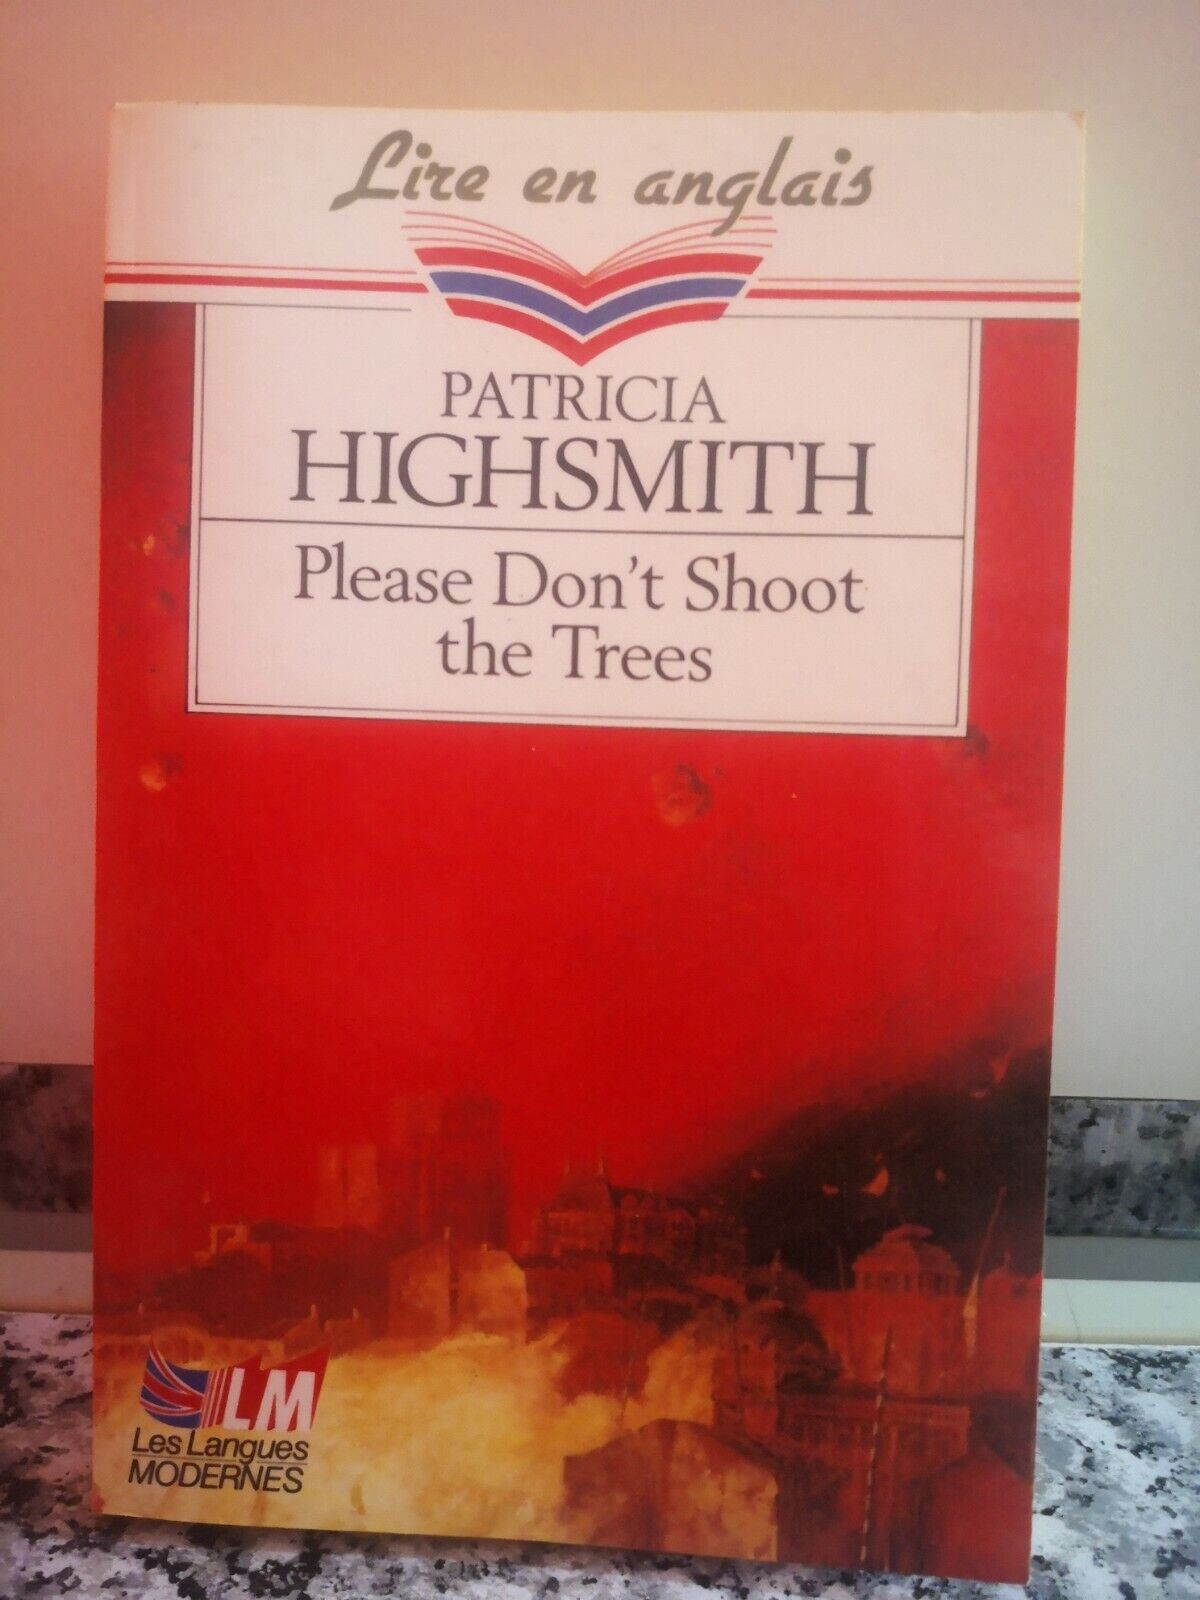 Lire en anglais
PATRICIA
HIGHSMITH
Please Don't Shoot
the Trees
LM
Les Langues
MODERNES